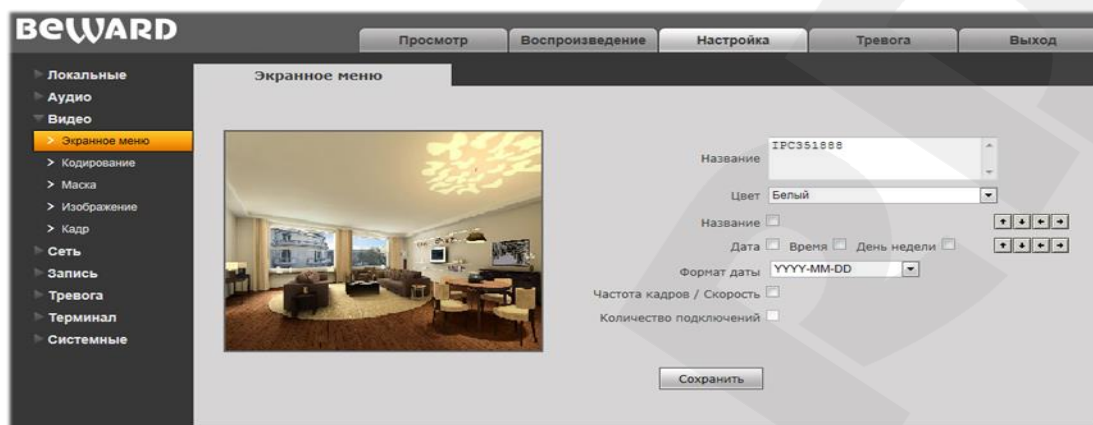 BEWARD
Просмотр Воспроизведение Настройка Тревога Выход
Локальные
Аудио
Видео
> Экранное меню
> Кодирование
> Маска
> Изображение
> Кадр
Сеть
Запись
Тревога
Терминал
Системные
Экранное меню
Название IPC351888
Цвет Белый
Название
Дата Время День недели
Формат даты YYYY-MM-DD
Частота кадров / Скорость
Количество подключений
Сохранить